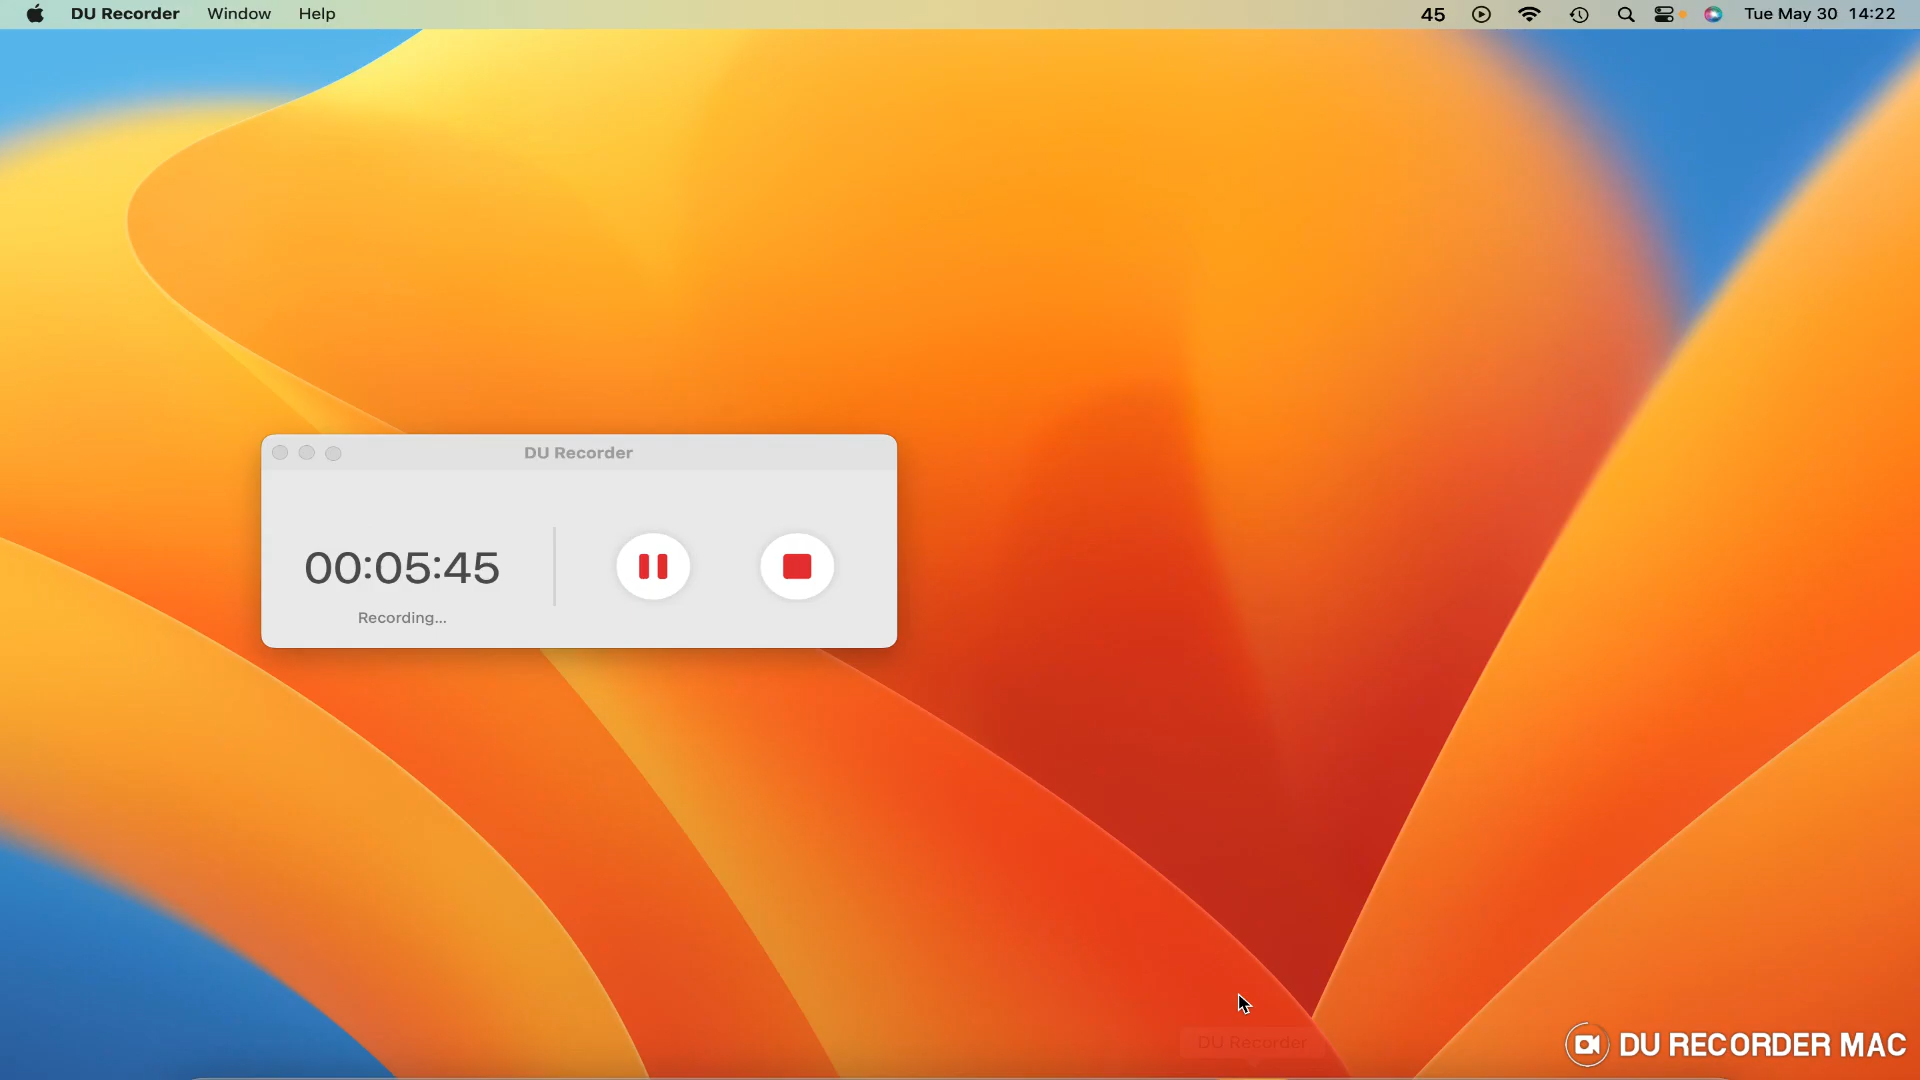 DU Recorder Window Help 45 Tue May 30 14:22
DU Recorder
00:05:45
Recording...
DU Recorder
DU RECORDER MAC